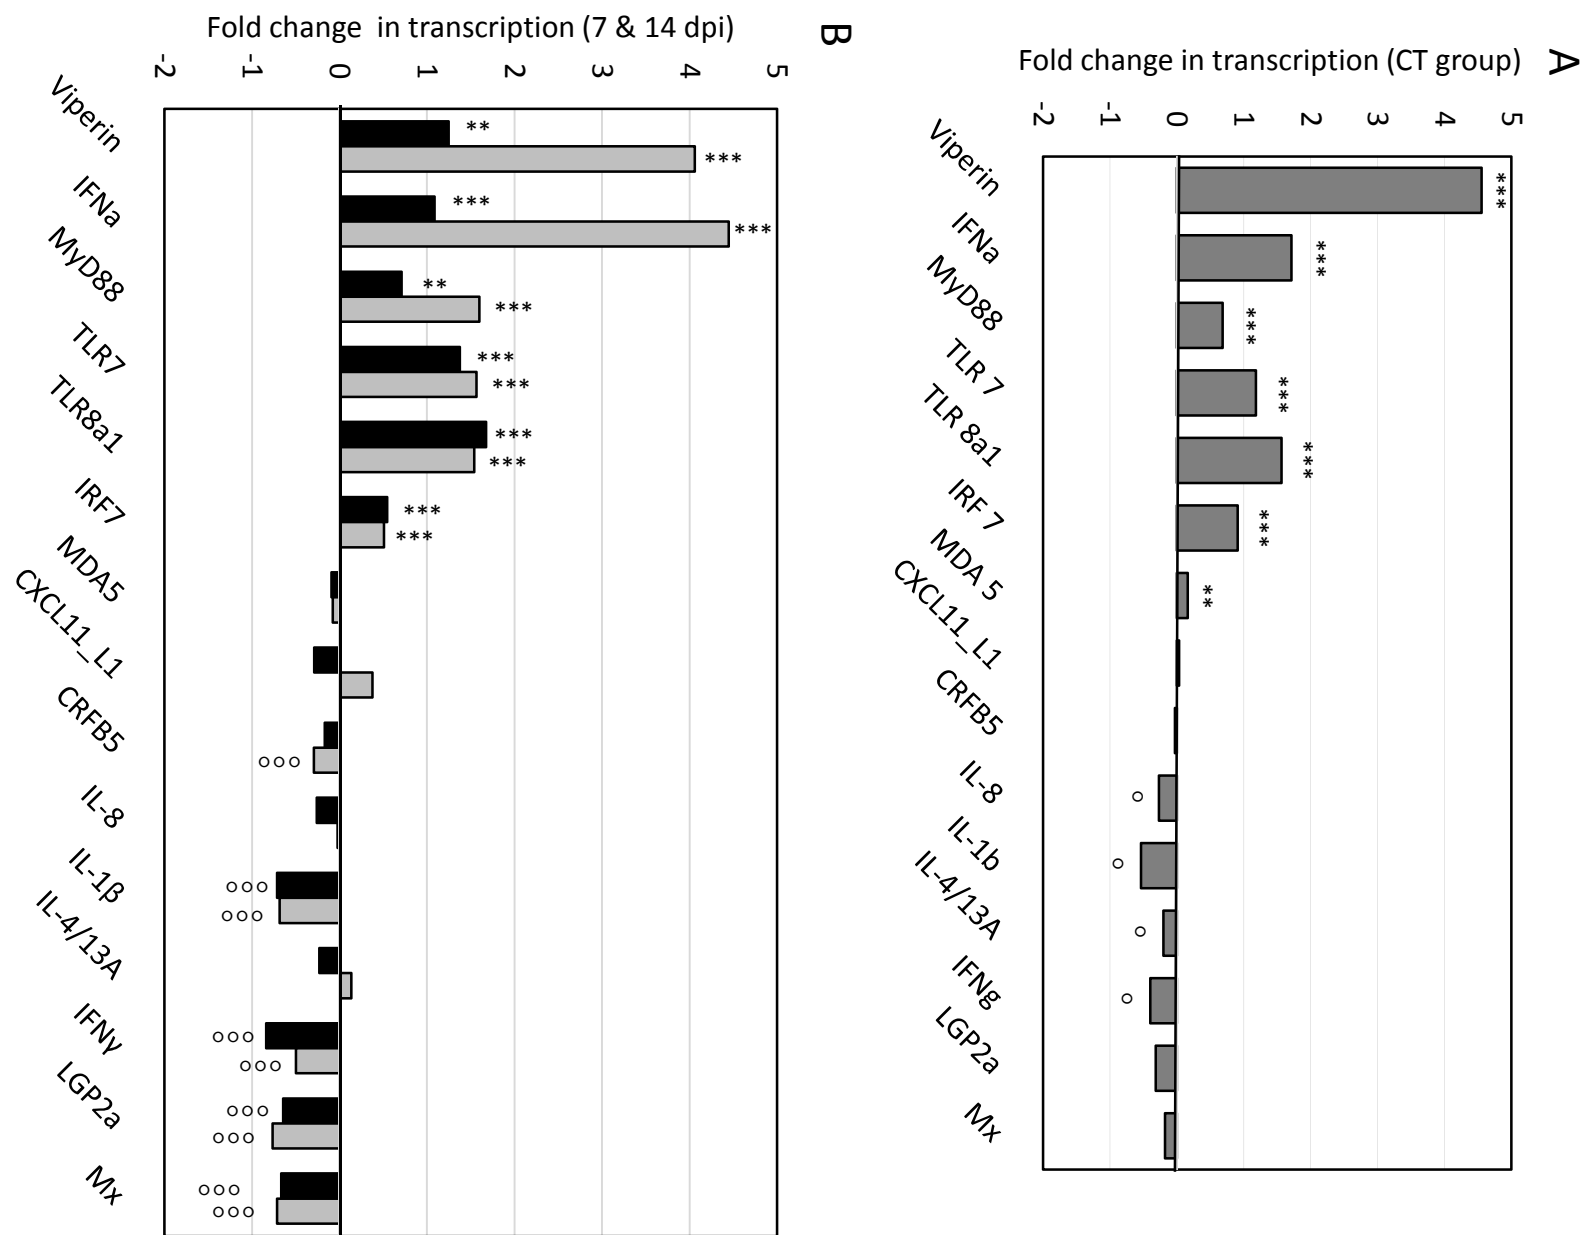 A
Fold change in transcription (CT group)
5
4
3
2
1
0
-1
-2
***
***
***
***
***
***
**
○
○
○
○
Viperin
IFNa
MyD88
TLR 7
TLR 8a1
IRF 7
MDA 5
CXCL11_L1
CRFB5
IL-8
IL-1b
IL-4/13A
IFNg
LGP2a
Mx
B
Fold change in transcription (7 & 14 dpi)
5
4
3
2
1
0
-1
-2
**
***
***
***
**
***
***
***
***
***
***
***
○○○
○○○
○○○
○○○
○○○
○○○
○○○
○○○
○○○
Viperin
IFNa
MyD88
TLR7
TLR8a1
IRF7
MDA5
CXCL11_L1
CRFB5
IL-8
IL-1β
IL-4/13A
IFNγ
LGP2a
Mx